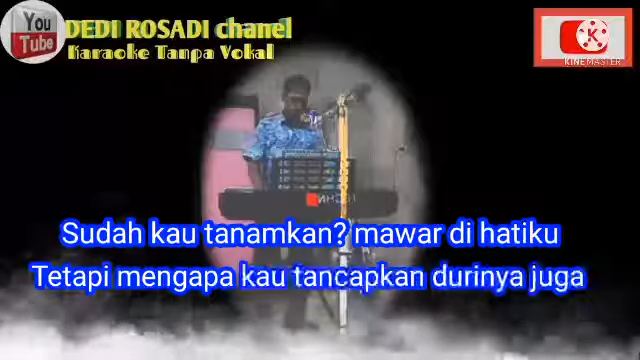 You
Tube
DEDI ROSADI chanel
Karaoke Tanpa Vokal
K
KINEMASTER
Sudah kau tanamkan? mawar di hatiku
Tetapi mengapa kau tancapkan durinya juga